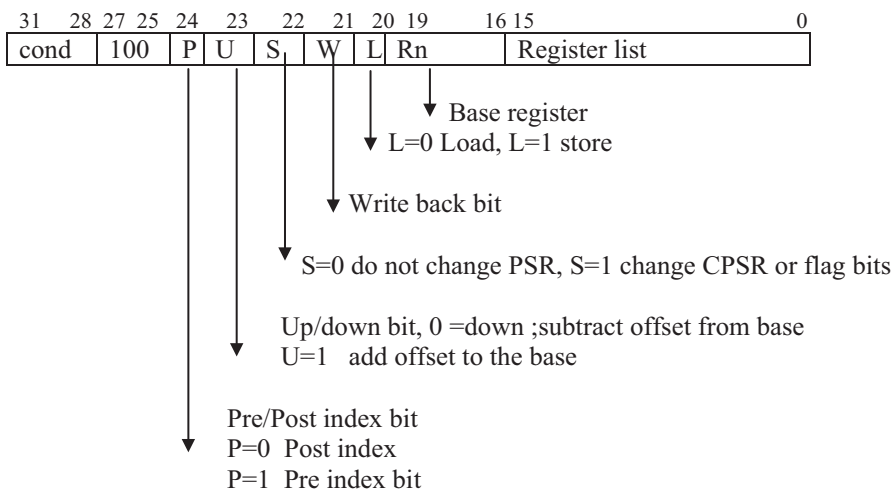 31 28 27 25 24 23 22 21 20 19 16 15 0
cond 100 P U S W L Rn Register list
Base register
L=0 Load, L=1 store
Write back bit
S=0 do not change PSR, S=1 change CPSR or flag bits
Up/down bit, 0 =down ;subtract offset from base
U=1 add offset to the base
Pre/Post index bit
P=0 Post index
P=1 Pre index bit